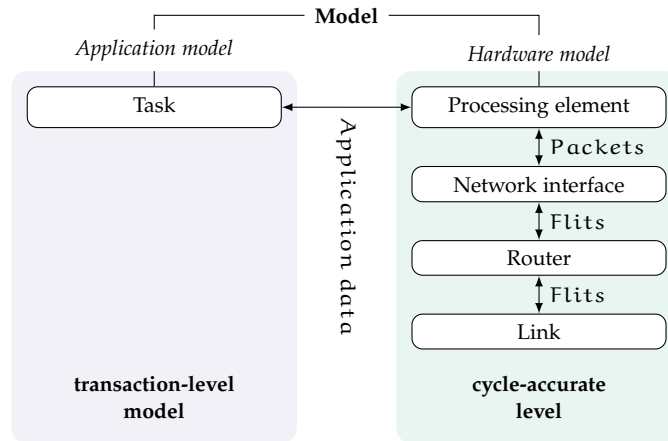 Model
Application model
Hardware model
Task
Processing element
Application data
Packets
Network interface
Flits
Router
Flits
Link
transaction-level
model
cycle-accurate
level